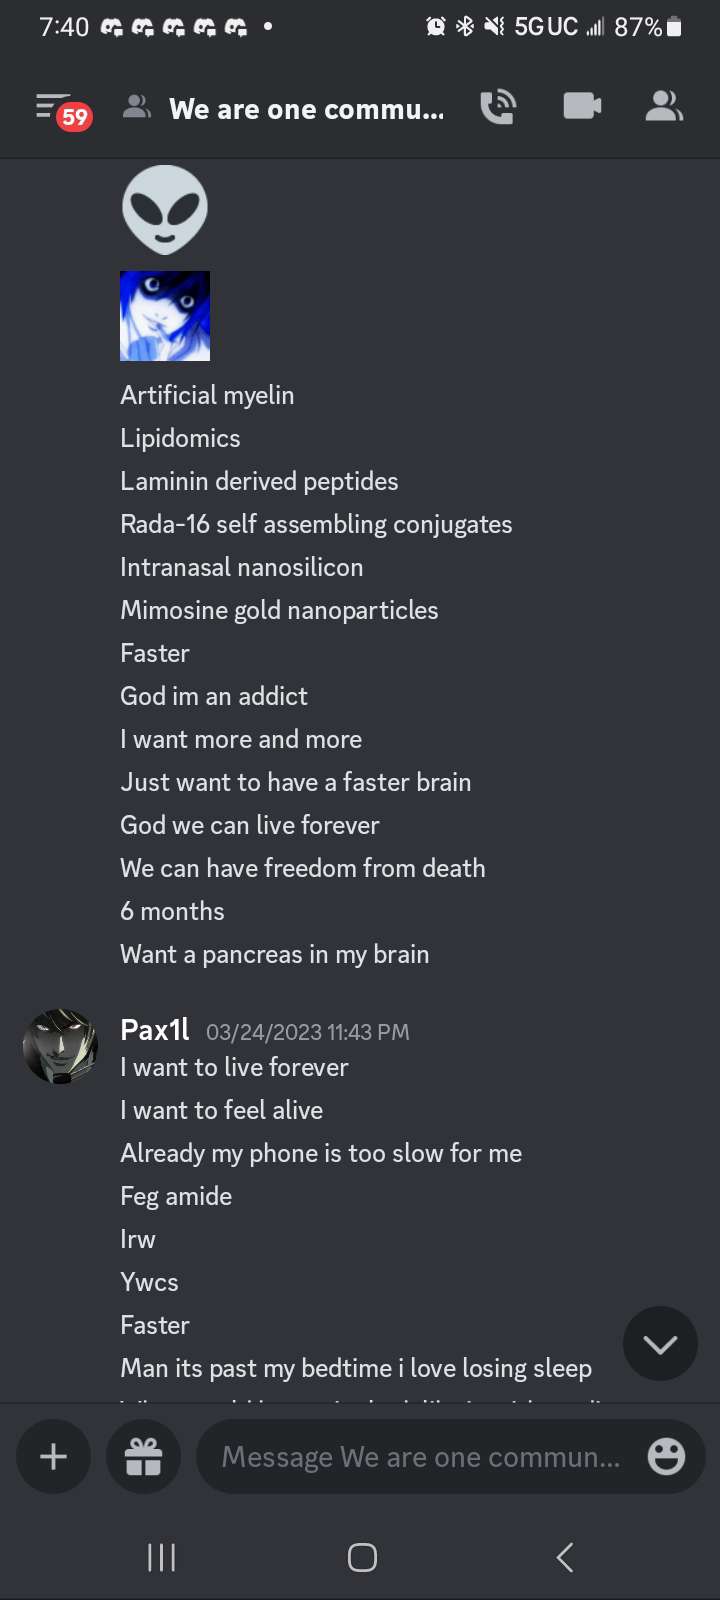 7:40
5G UC 87%
59
We are one commu...
Artificial myelin
Lipidomics
Laminin derived peptides
Rada-16 self assembling conjugates
Intranasal nanosilicon
Mimosine gold nanoparticles
Faster
God im an addict
I want more and more
Just want to have a faster brain
God we can live forever
We can have freedom from death
6 months
Want a pancreas in my brain
Pax1l 03/24/2023 11:43 PM
I want to live forever
I want to feel alive
Already my phone is too slow for me
Feg amide
Irw
Ywcs
Faster
Man its past my bedtime i love losing sleep
Message We are one commun...